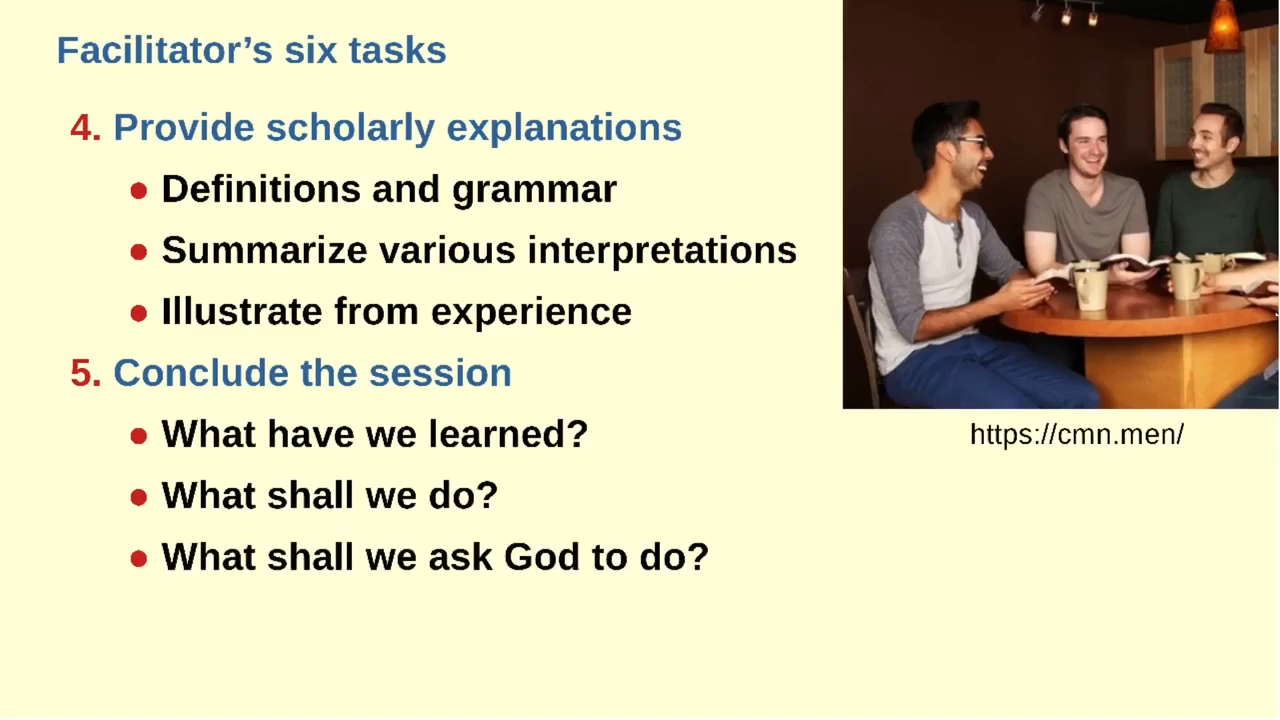 Facilitator’s six tasks
4. Provide scholarly explanations
● Definitions and grammar
● Summarize various interpretations
● Illustrate from experience
5. Conclude the session
● What have we learned?
● What shall we do?
● What shall we ask God to do?
https://cmn.men/